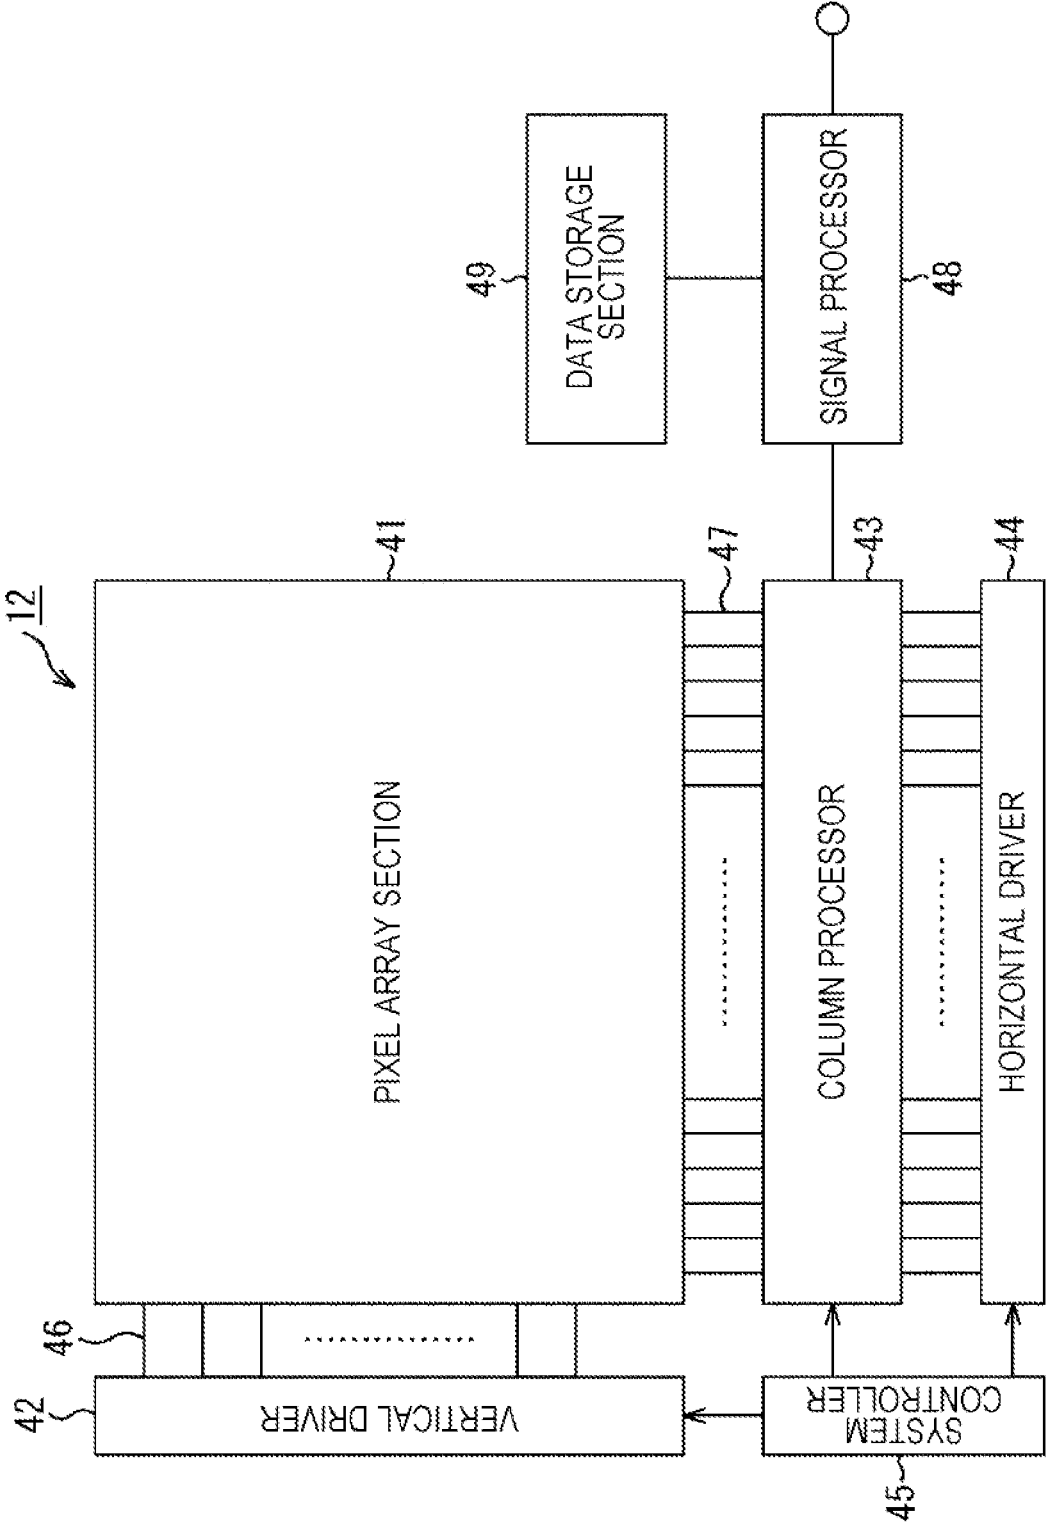 12
41
PIXEL ARRAY SECTION
46
42
VERTICAL DRIVER
47
43
COLUMN PROCESSOR
44
HORIZONTAL DRIVER
45
SYSTEM
CONTROLLER
49
DATA STORAGE
SECTION
48
SIGNAL PROCESSOR